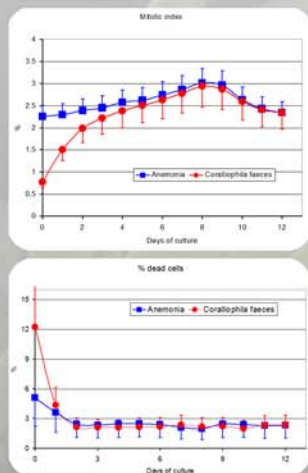 Mitotic index
4
3.5
3
2.5
2
1.5
1
0.5
0
%
0 2 4 6 8 10 12
Anemonia Coralliophila faeces
Days of culture
% dead cells
15
12
9
6
3
0
%
Anemonia Coralliophila faeces
0 3 6 9 12
Days of culture